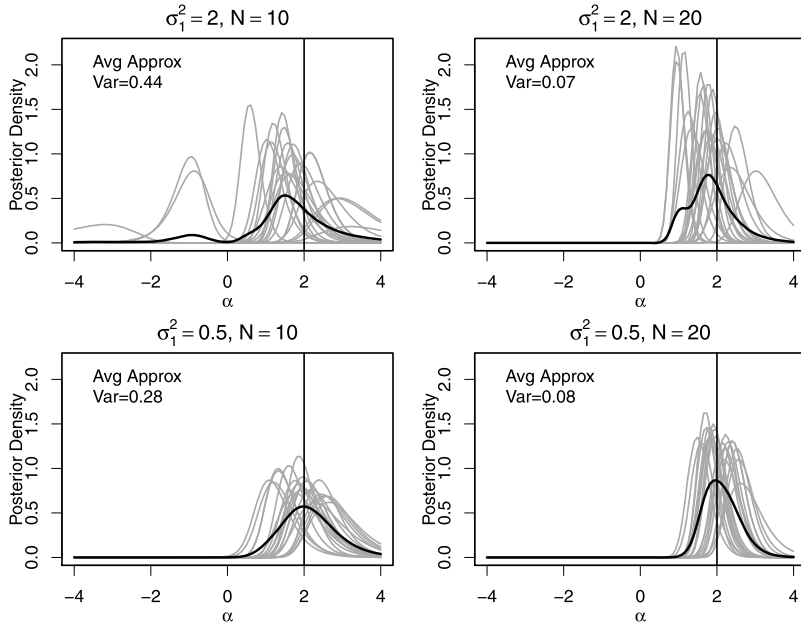 σ₁² = 2, N = 10
Posterior Density
2.0
1.5
1.0
0.5
0.0
Avg Approx
Var=0.44
−4 −2 0 2 4
α
σ₁² = 2, N = 20
Posterior Density
2.0
1.5
1.0
0.5
0.0
Avg Approx
Var=0.07
−4 −2 0 2 4
α
σ₁² = 0.5, N = 10
Posterior Density
2.0
1.5
1.0
0.5
0.0
Avg Approx
Var=0.28
−4 −2 0 2 4
α
σ₁² = 0.5, N = 20
Posterior Density
2.0
1.5
1.0
0.5
0.0
Avg Approx
Var=0.08
−4 −2 0 2 4
α